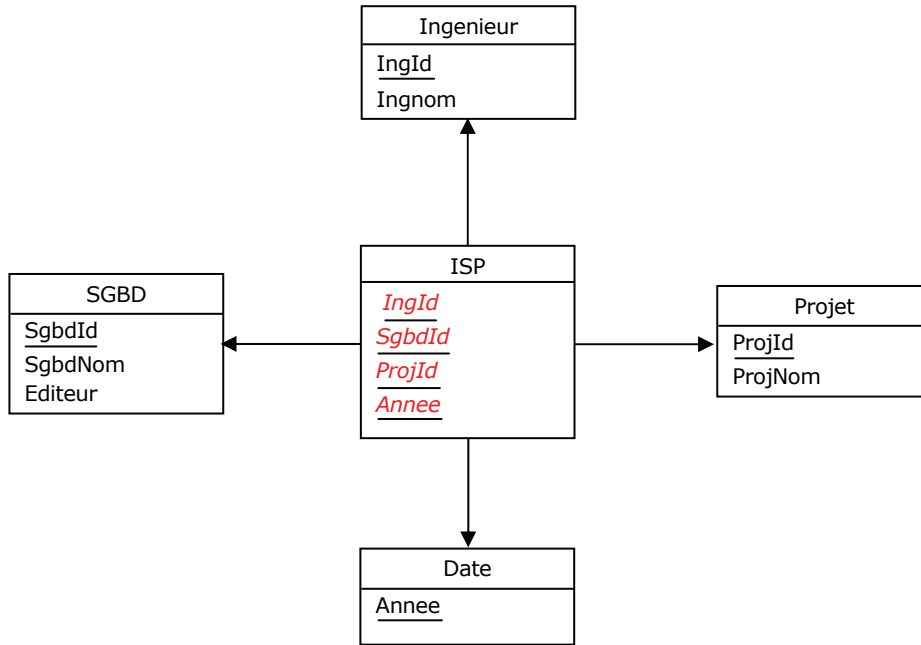 Ingenieur
IngId
Ingnom
ISP
IngId
SgbdId
ProjId
Annee
SGBD
SgbdId
SgbdNom
Editeur
Projet
ProjId
ProjNom
Date
Annee